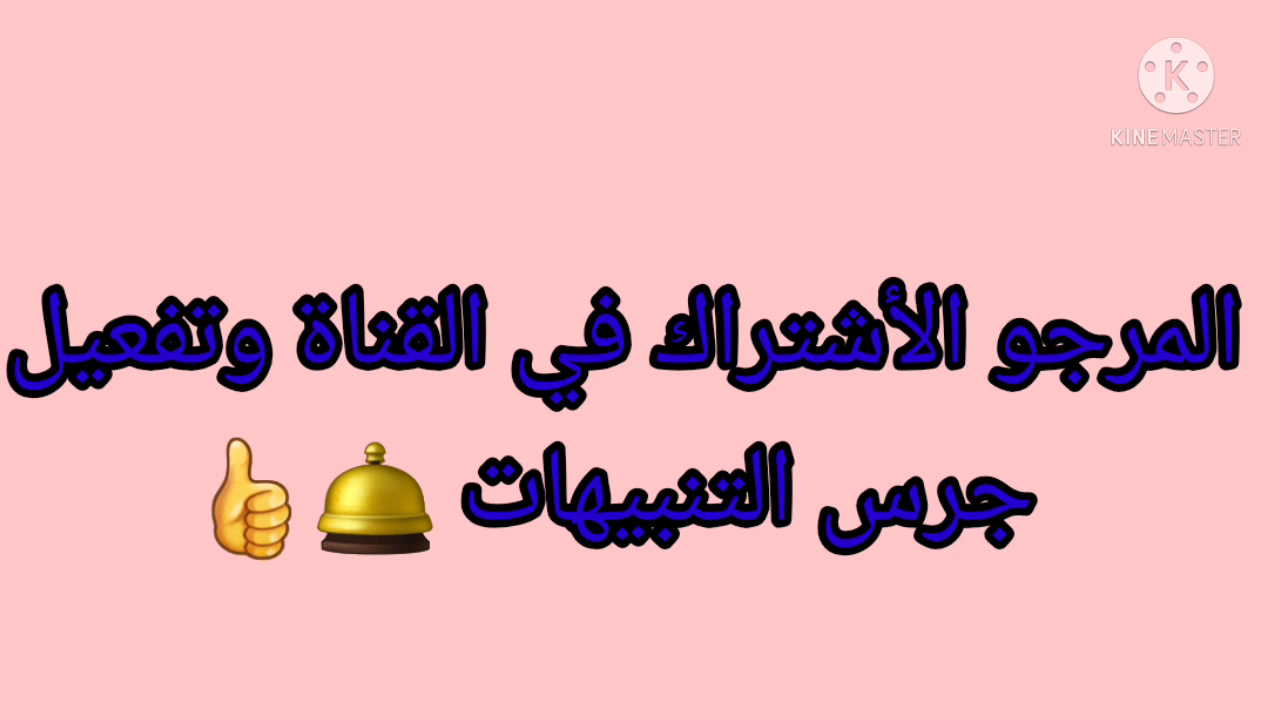 KINEMASTER
المرجو الأشتراك في القناة وتفعيل
جرس التنبيهات 🛎👍